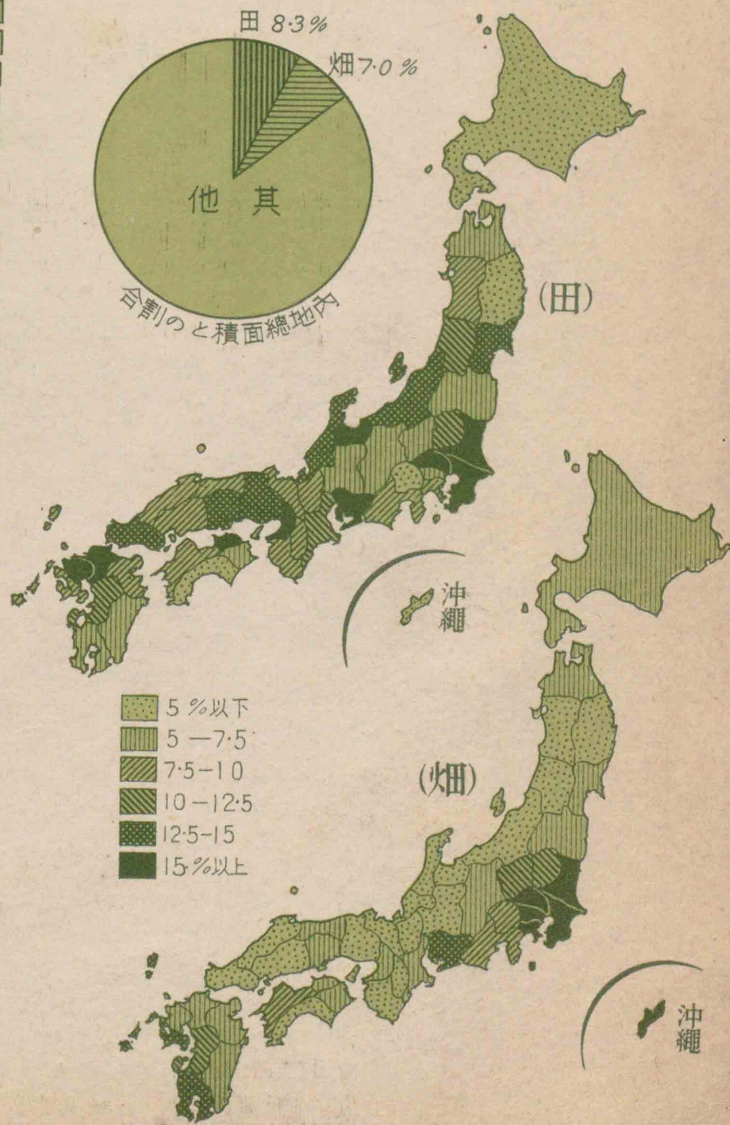 田 8.3%
畑 7.0%
其他
內地總面積との割合
(田)
沖繩
5%以下
5—7.5
7.5—10
10—12.5
12.5—15
15%以上
(畑)
沖繩